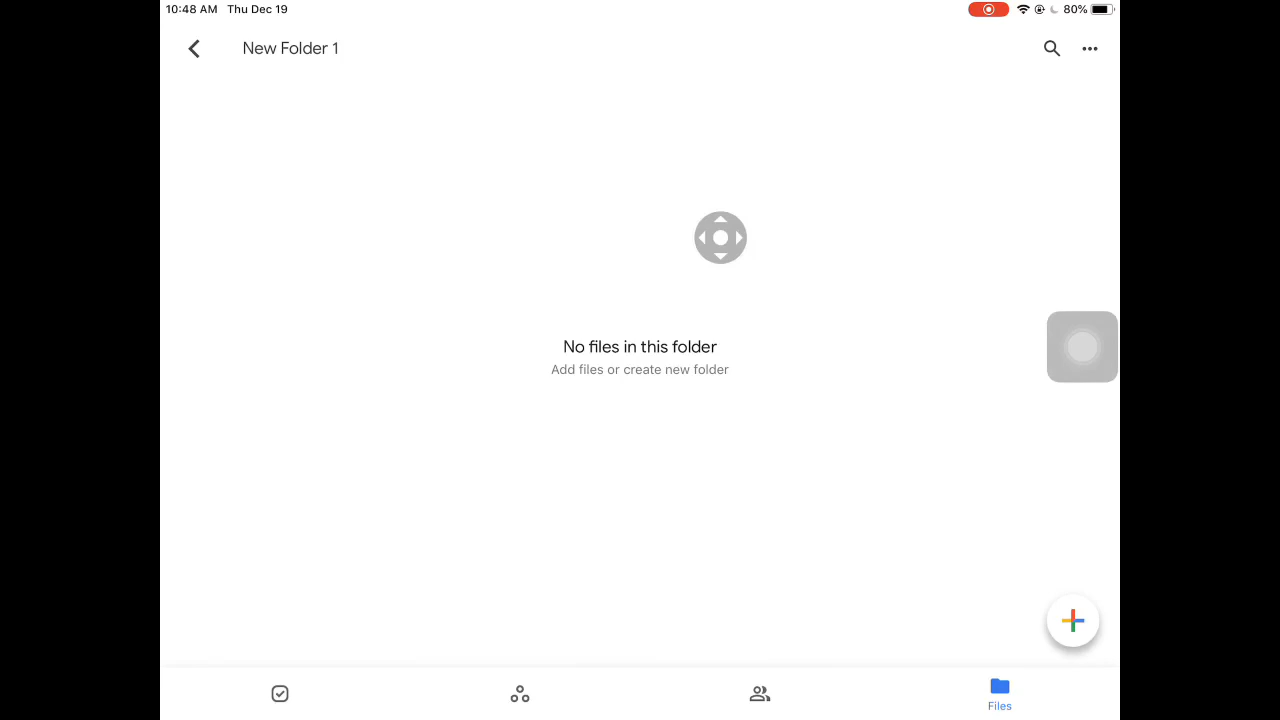 10:48 AM Thu Dec 19
80%
New Folder 1
No files in this folder
Add files or create new folder
Files